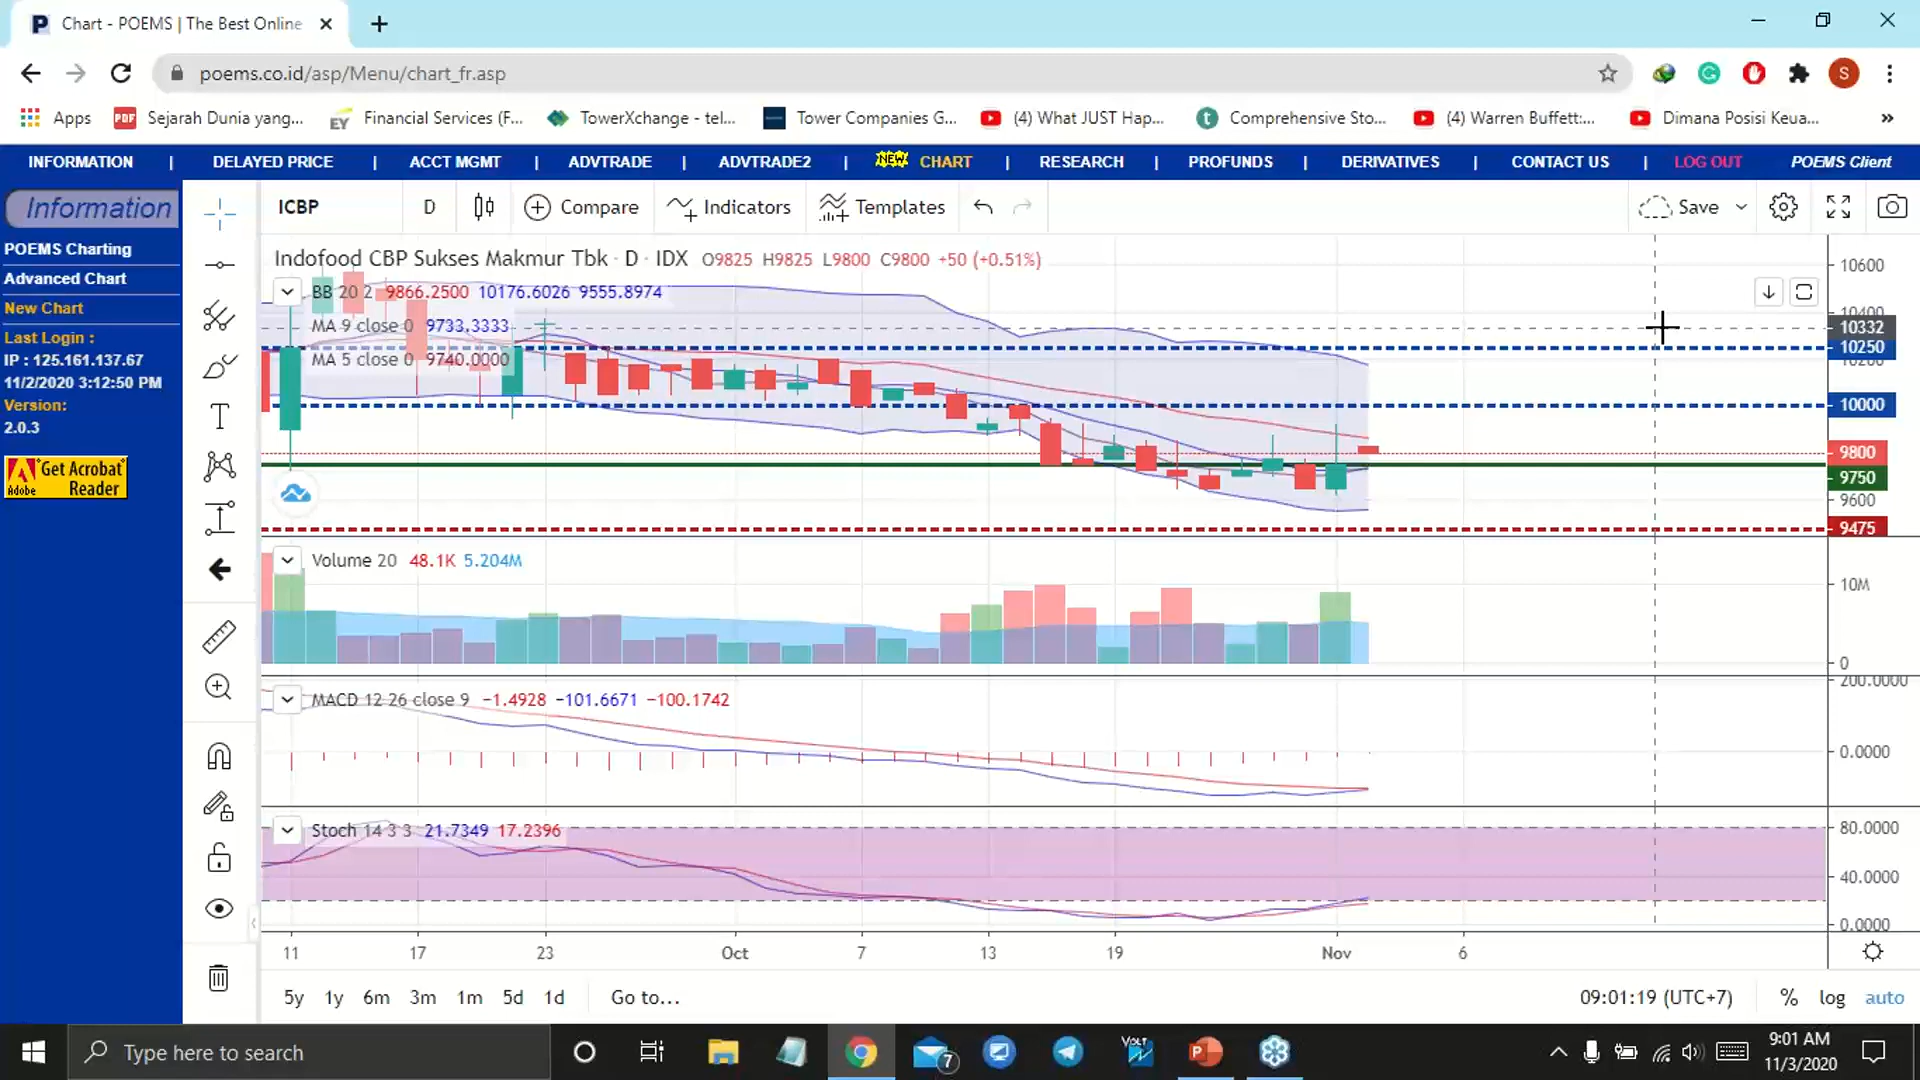 Chart - POEMS | The Best Online
poems.co.id/asp/Menu/chart_fr.asp
S
Apps
PDF
Sejarah Dunia yang...
EY
Financial Services (F...
TowerXchange - tel...
Tower Companies G...
(4) What JUST Hap...
Comprehensive Sto...
(4) Warren Buffett:...
Dimana Posisi Keua...
»
INFORMATION | DELAYED PRICE | ACCT MGMT | ADVTRADE | ADVTRADE2 | NEW CHART | RESEARCH | PROFUNDS | DERIVATIVES | CONTACT US | LOG OUT POEMS Client
Information
POEMS Charting
Advanced Chart
New Chart
Last Login :
IP : 125.161.137.67
11/2/2020 3:12:50 PM
Version:
2.0.3
Get Acrobat
Adobe Reader
ICBP D Compare Indicators Templates Save
Indofood CBP Sukses Makmur Tbk · D · IDX O9825 H9825 L9800 C9800 +50 (+0.51%)
BB 20 2 9866.2500 10176.6026 9555.8974
MA 9 close 0 9733.3333
MA 5 close 0 9740.0000
10600
10400
10332
10250
10200
10000
9800
9750
9600
9475
Volume 20 48.1K 5.204M
10M
0
MACD 12 26 close 9 −1.4928 −101.6671 −100.1742
200.0000
0.0000
Stoch 14 3 3 21.7349 17.2396
80.0000
40.0000
0.0000
11 17 23 Oct 7 13 19 Nov 6
5y 1y 6m 3m 1m 5d 1d Go to...
09:01:19 (UTC+7) % log auto
Type here to search
7
VOLT
9:01 AM
11/3/2020